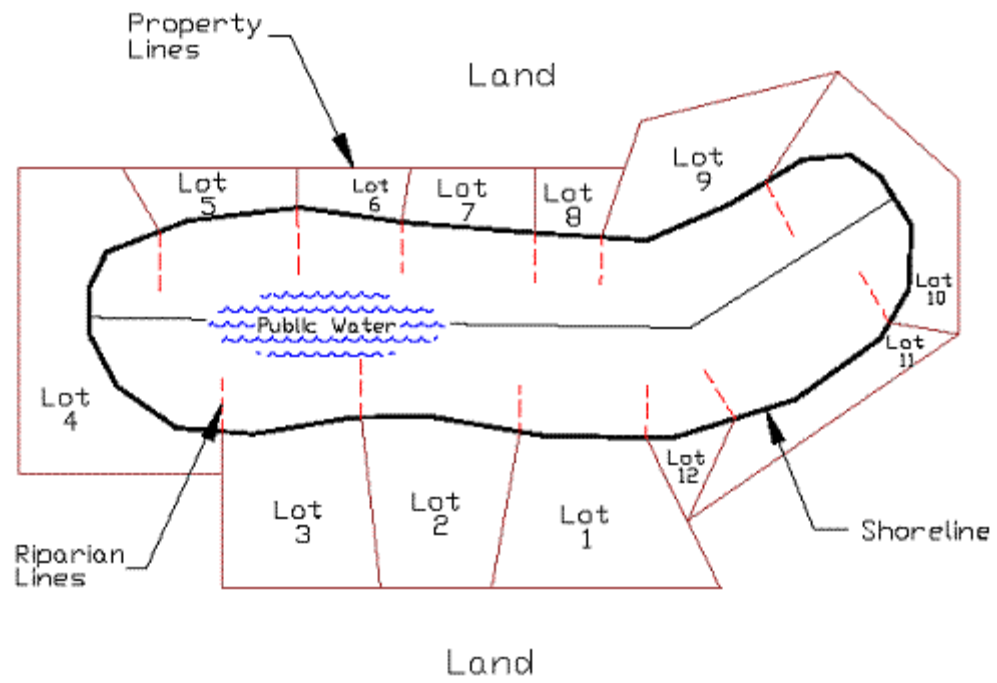 Property
Lines
Land
Lot
5
Lot
6
Lot
7
Lot
8
Lot
9
Public Water
Lot
10
Lot
11
Lot
4
Lot
12
Lot
3
Lot
2
Lot
1
Shoreline
Riparian
Lines
Land